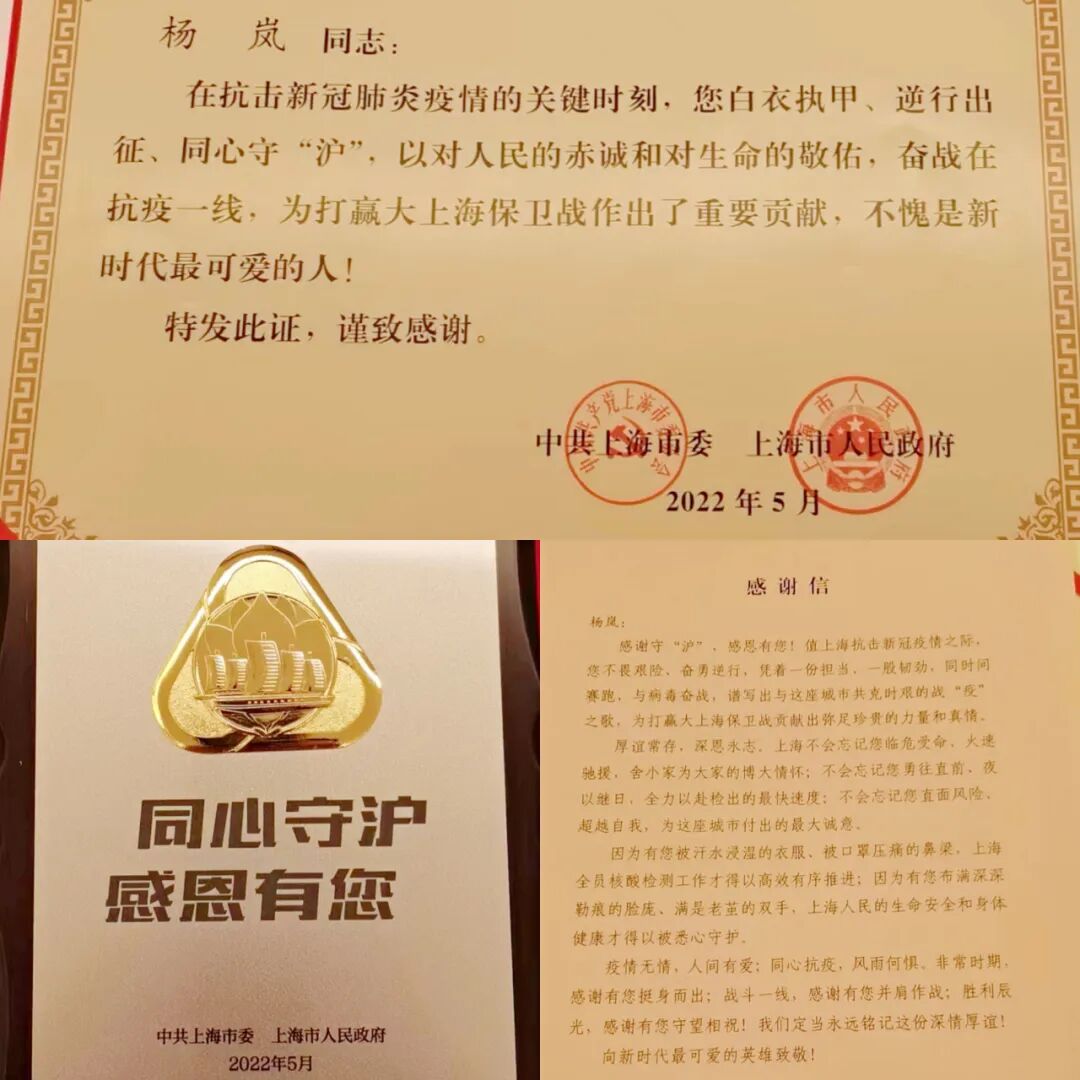 杨 岚 同志：
在抗击新冠肺炎疫情的关键时刻，您白衣执甲、逆行出
征、同心守“沪”，以对人民的赤诚和对生命的敬佑，奋战在
抗疫一线，为打赢大上海保卫战作出了重要贡献，不愧是新
时代最可爱的人！
特发此证，谨致感谢。
中国共产党上海市委员会
上海市人民政府
中共上海市委 上海市人民政府
2022年5月
同心守沪
感恩有您
中共上海市委 上海市人民政府
2022年5月
感谢信
杨岚：
感谢守“沪”，感恩有您！值上海抗击新冠疫情之际，
您不畏艰险、奋勇逆行，凭着一份担当，一股韧劲，同时间
赛跑，与病毒奋战，谱写出与这座城市共克时艰的战“疫”
之歌，为打赢大上海保卫战贡献出弥足珍贵的力量和真情。
厚谊常存，深恩永志。上海不会忘记您临危受命，火速
驰援，舍小家为大家的博大情怀；不会忘记您勇往直前、夜
以继日，全力以赴检出的最快速度；不会忘记您直面风险、
超越自我，为这座城市付出的最大诚意。
因为有您被汗水浸湿的衣服、被口罩压痛的鼻梁，上海
全员核酸检测工作才得以高效有序推进；因为有您布满深深
勒痕的脸庞、满是老茧的双手，上海人民的生命安全和身体
健康才得以被悉心守护。
疫情无情，人间有爱；同心抗疫，风雨何惧。非常时期，
感谢有您挺身而出；战斗一线，感谢有您并肩作战；胜利辰
光，感谢有您守望相祝！我们定当永远铭记这份深情厚谊！
向新时代最可爱的英雄致敬！